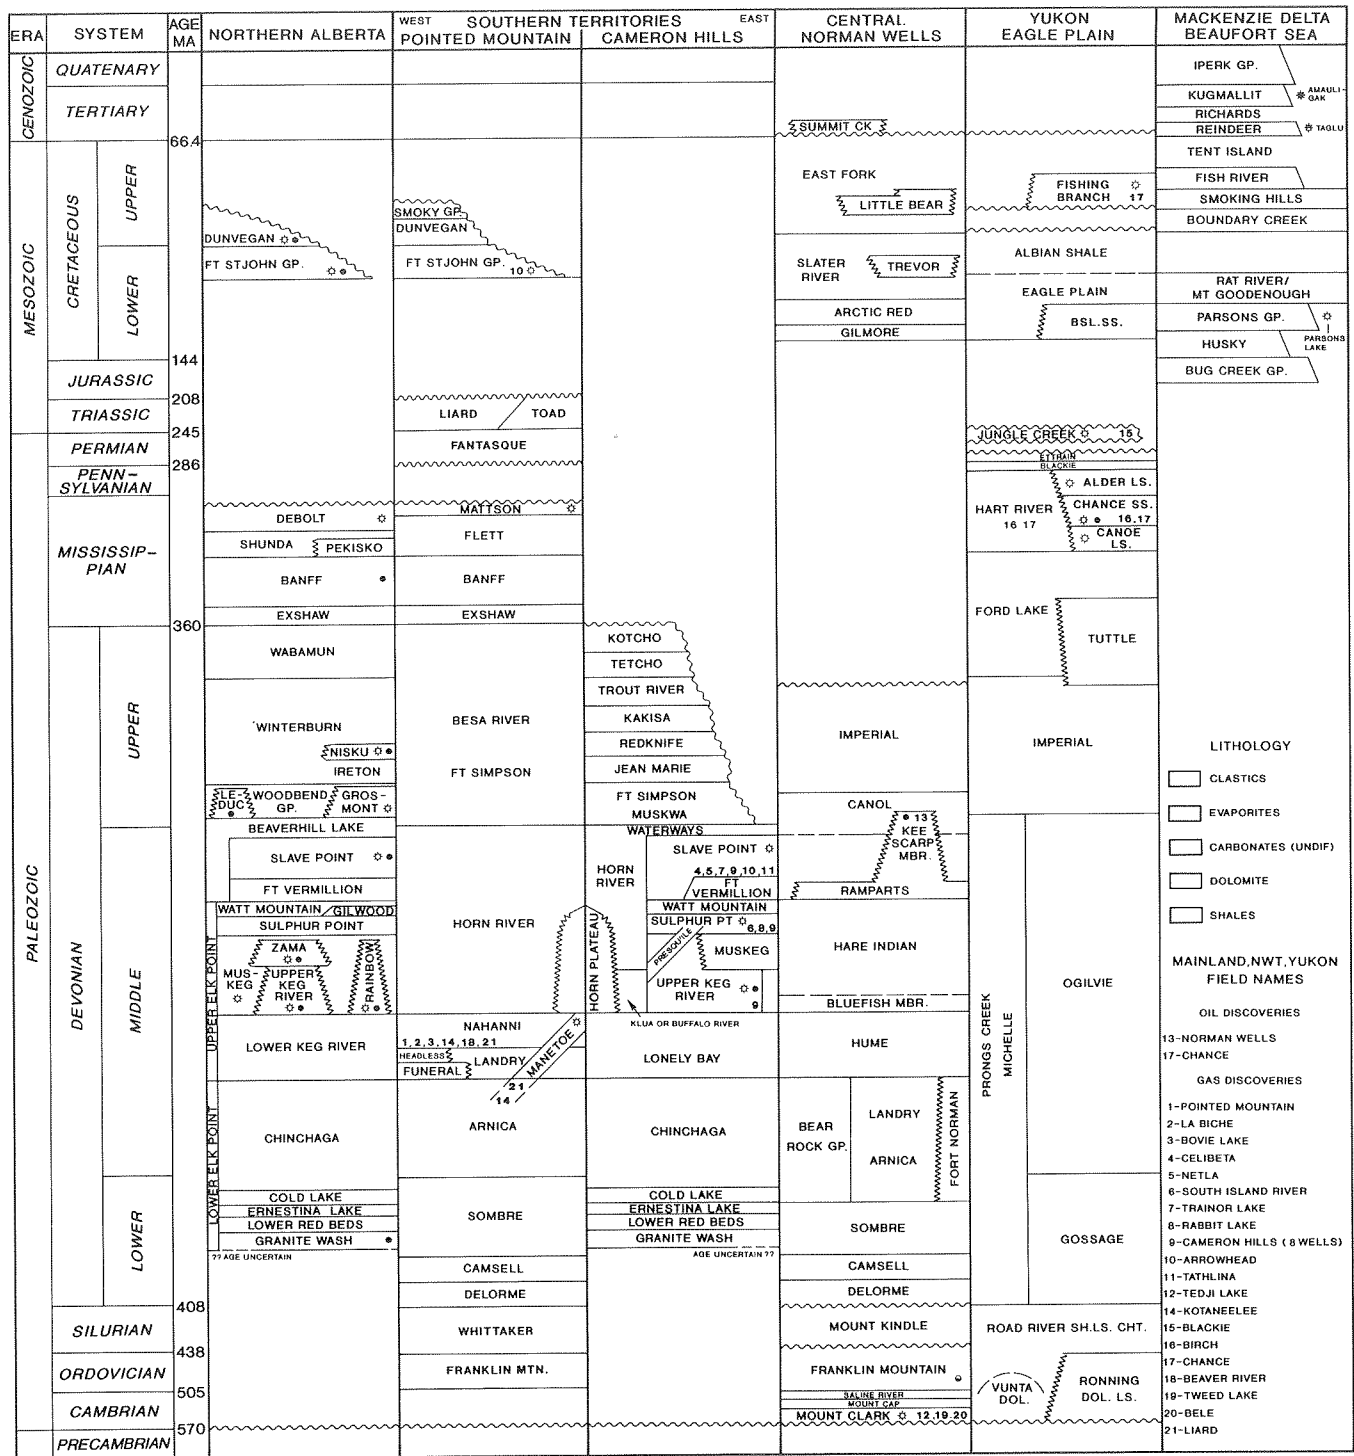 ERA
SYSTEM
AGE
MA
NORTHERN ALBERTA
WEST
SOUTHERN TERRITORIES
EAST
POINTED MOUNTAIN
CAMERON HILLS
CENTRAL
NORMAN WELLS
YUKON
EAGLE PLAIN
MACKENZIE DELTA
BEAUFORT SEA
CENOZOIC
QUATENARY
TERTIARY
66.4
MESOZOIC
CRETACEOUS
UPPER
LOWER
144
JURASSIC
208
TRIASSIC
245
PALEOZOIC
PERMIAN
286
PENN-
SYLVANIAN
MISSISSIP-
PIAN
360
DEVONIAN
UPPER
MIDDLE
LOWER
408
SILURIAN
438
ORDOVICIAN
505
CAMBRIAN
570
PRECAMBRIAN
DUNVEGAN
FT STJOHN GP.
DEBOLT
SHUNDA
PEKISKO
BANFF
EXSHAW
WABAMUN
WINTERBURN
NISKU
IRETON
LE-
DUC
WOODBEND
GP.
GROS-
MONT
BEAVERHILL LAKE
SLAVE POINT
FT VERMILLION
WATT MOUNTAIN
GILWOOD
SULPHUR POINT
UPPER ELK POINT
ZAMA
MUS-
KEG
UPPER
KEG
RIVER
RAINBOW
LOWER KEG RIVER
LOWER ELK POINT
CHINCHAGA
COLD LAKE
ERNESTINA LAKE
LOWER RED BEDS
GRANITE WASH
?? AGE UNCERTAIN
SMOKY GP.
DUNVEGAN
FT STJOHN GP.
10
LIARD
TOAD
FANTASQUE
MATTSON
FLETT
BANFF
EXSHAW
BESA RIVER
FT SIMPSON
HORN RIVER
NAHANNI
1,2,3,14,18,21
HEADLESS
FUNERAL
LANDRY
MANETOE
21
14
ARNICA
SOMBRE
CAMSELL
DELORME
WHITTAKER
FRANKLIN MTN.
KOTCHO
TETCHO
TROUT RIVER
KAKISA
REDKNIFE
JEAN MARIE
FT SIMPSON
MUSKWA
WATERWAYS
HORN
RIVER
SLAVE POINT
4,5,7,9,10,11
FT
VERMILLION
WATT MOUNTAIN
SULPHUR PT
6,8,9
HORN PLATEAU
PRESQU'ILE
MUSKEG
UPPER KEG
RIVER
9
KLUA OR BUFFALO RIVER
LONELY BAY
CHINCHAGA
COLD LAKE
ERNESTINA LAKE
LOWER RED BEDS
GRANITE WASH
AGE UNCERTAIN ??
SUMMIT CK
EAST FORK
LITTLE BEAR
SLATER
RIVER
TREVOR
ARCTIC RED
GILMORE
IMPERIAL
CANOL
13
KEE
SCARP
MBR.
RAMPARTS
HARE INDIAN
BLUEFISH MBR.
HUME
BEAR
ROCK GP.
LANDRY
ARNICA
FORT NORMAN
SOMBRE
CAMSELL
DELORME
MOUNT KINDLE
FRANKLIN MOUNTAIN
SALINE RIVER
MOUNT CAP
MOUNT CLARK
12.19.20
FISHING
BRANCH
17
ALBIAN SHALE
EAGLE PLAIN
BSL.SS.
JUNGLE CREEK
15
ETTRAIN
BLACKIE
HART RIVER
16 17
ALDER LS.
CHANCE SS.
16,17
CANOE
LS.
FORD LAKE
TUTTLE
IMPERIAL
PRONGS CREEK
MICHELLE
OGILVIE
GOSSAGE
ROAD RIVER SH.LS. CHT.
VUNTA
DOL.
RONNING
DOL. LS.
IPERK GP.
KUGMALLIT
AMAULI-
GAK
RICHARDS
REINDEER
TAGLU
TENT ISLAND
FISH RIVER
SMOKING HILLS
BOUNDARY CREEK
RAT RIVER/
MT GOODENOUGH
PARSONS GP.
HUSKY
PARSONS
LAKE
BUG CREEK GP.
LITHOLOGY
CLASTICS
EVAPORITES
CARBONATES (UNDIF)
DOLOMITE
SHALES
MAINLAND,NWT,YUKON
FIELD NAMES
OIL DISCOVERIES
13-NORMAN WELLS
17-CHANCE
GAS DISCOVERIES
1-POINTED MOUNTAIN
2-LA BICHE
3-BOVIE LAKE
4-CELIBETA
5-NETLA
6-SOUTH ISLAND RIVER
7-TRAINOR LAKE
8-RABBIT LAKE
9-CAMERON HILLS (8 WELLS)
10-ARROWHEAD
11-TATHLINA
12-TEDJI LAKE
14-KOTANEELEE
15-BLACKIE
16-BIRCH
17-CHANCE
18-BEAVER RIVER
19-TWEED LAKE
20-BELE
21-LIARD